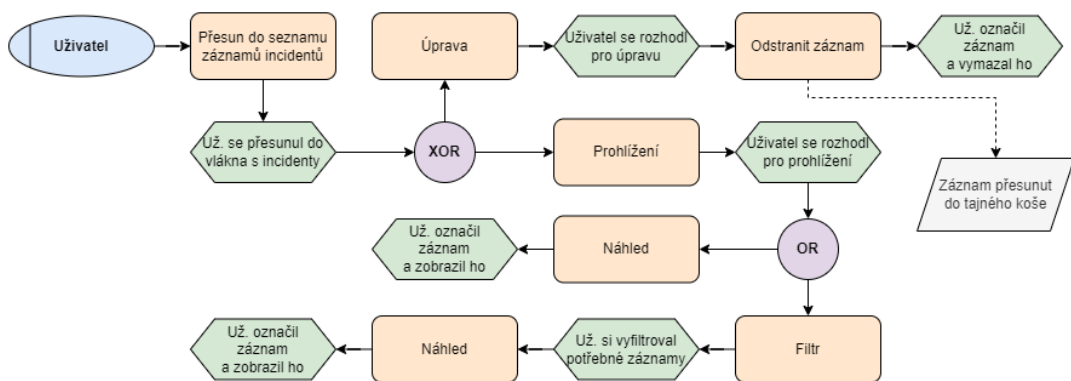 Uživatel
Přesun do seznamu
záznamů incidentů
Úprava
Uživatel se rozhodl
pro úpravu
Odstranit záznam
Už. označil
záznam
a vymazal ho
Už. se přesunul do
vlákna s incidenty
XOR
Prohlížení
Uživatel se rozhodl
pro prohlížení
Záznam přesunut
do tajného koše
Už. označil
záznam
a zobrazil ho
Náhled
OR
Už. označil
záznam
a zobrazil ho
Náhled
Už. si vyfiltroval
potřebné záznamy
Filtr